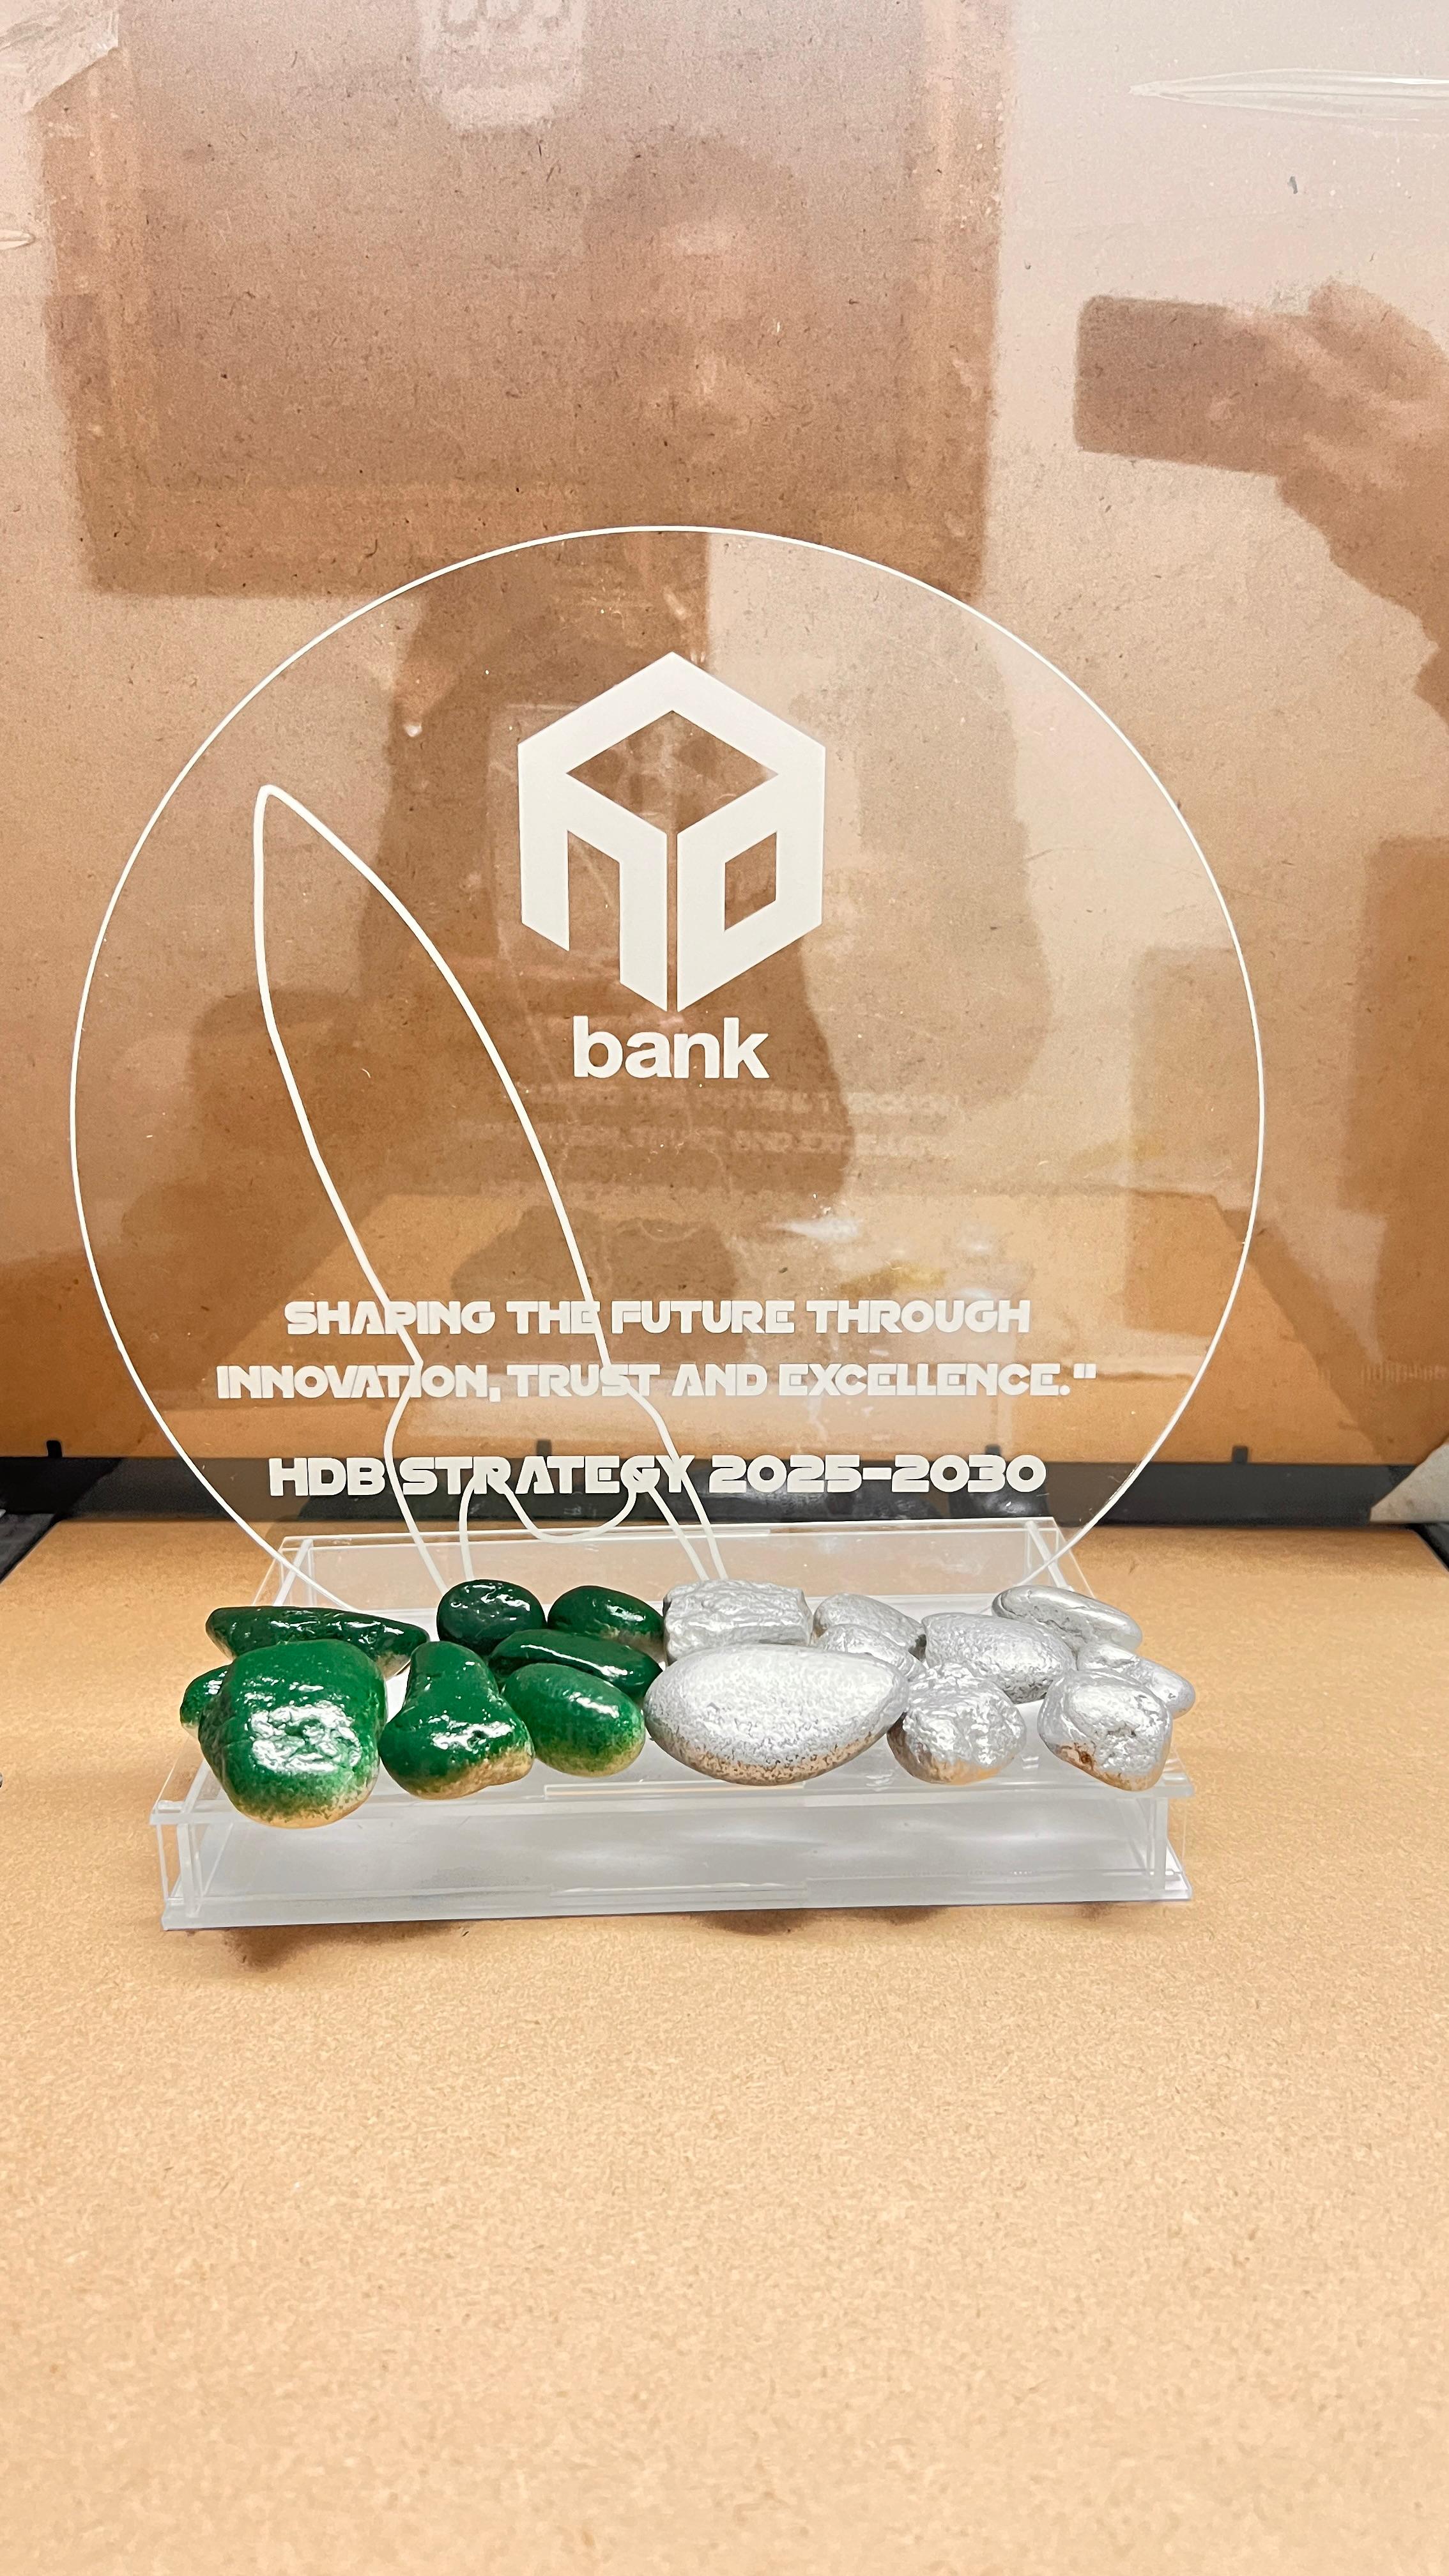 bank
SHAPING THE FUTURE THROUGH
INNOVATION, TRUST AND EXCELLENCE."
HDB STRATEGY 2025-2030